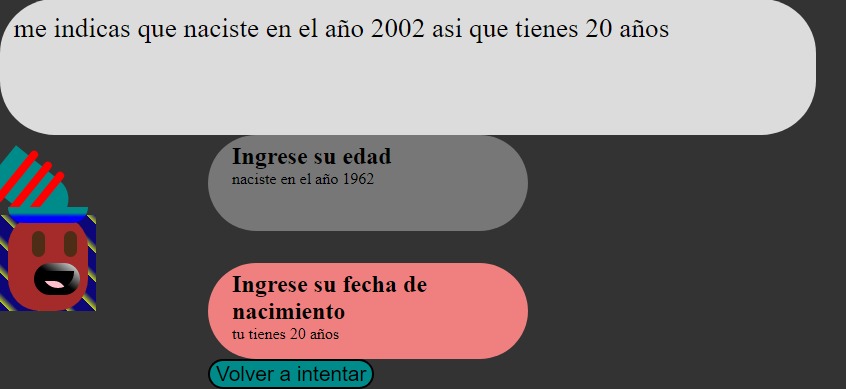 me indicas que naciste en el año 2002 asi que tienes 20 años
Ingrese su edad
naciste en el año 1962
Ingrese su fecha de
nacimiento
tu tienes 20 años
Volver a intentar